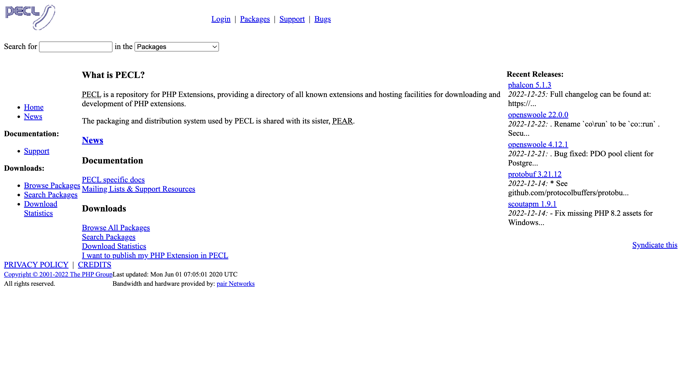 PECL
Login | Packages | Support | Bugs
Search for in the Packages
Home
News
Documentation:
Support
Downloads:
Browse Packages
Search Packages
Download
Statistics
What is PECL?
PECL is a repository for PHP Extensions, providing a directory of all known extensions and hosting facilities for downloading and
development of PHP extensions.
The packaging and distribution system used by PECL is shared with its sister, PEAR.
News
Documentation
PECL specific docs
Mailing Lists & Support Resources
Downloads
Browse All Packages
Search Packages
Download Statistics
I want to publish my PHP Extension in PECL
Recent Releases:
phalcon 5.1.3
2022-12-25: Full changelog can be found at:
https://...
openswoole 22.0.0
2022-12-22: . Rename `co\run` to be `co::run` .
Secu...
openswoole 4.12.1
2022-12-21: . Bug fixed: PDO pool client for
Postgre...
protobuf 3.21.12
2022-12-14: * See
github.com/protocolbuffers/protobu...
scoutapm 1.9.1
2022-12-14: - Fix missing PHP 8.2 assets for
Windows...
Syndicate this
PRIVACY POLICY | CREDITS
Copyright © 2001-2022 The PHP Group
All rights reserved.
Last updated: Mon Jun 01 07:05:01 2020 UTC
Bandwidth and hardware provided by: pair Networks